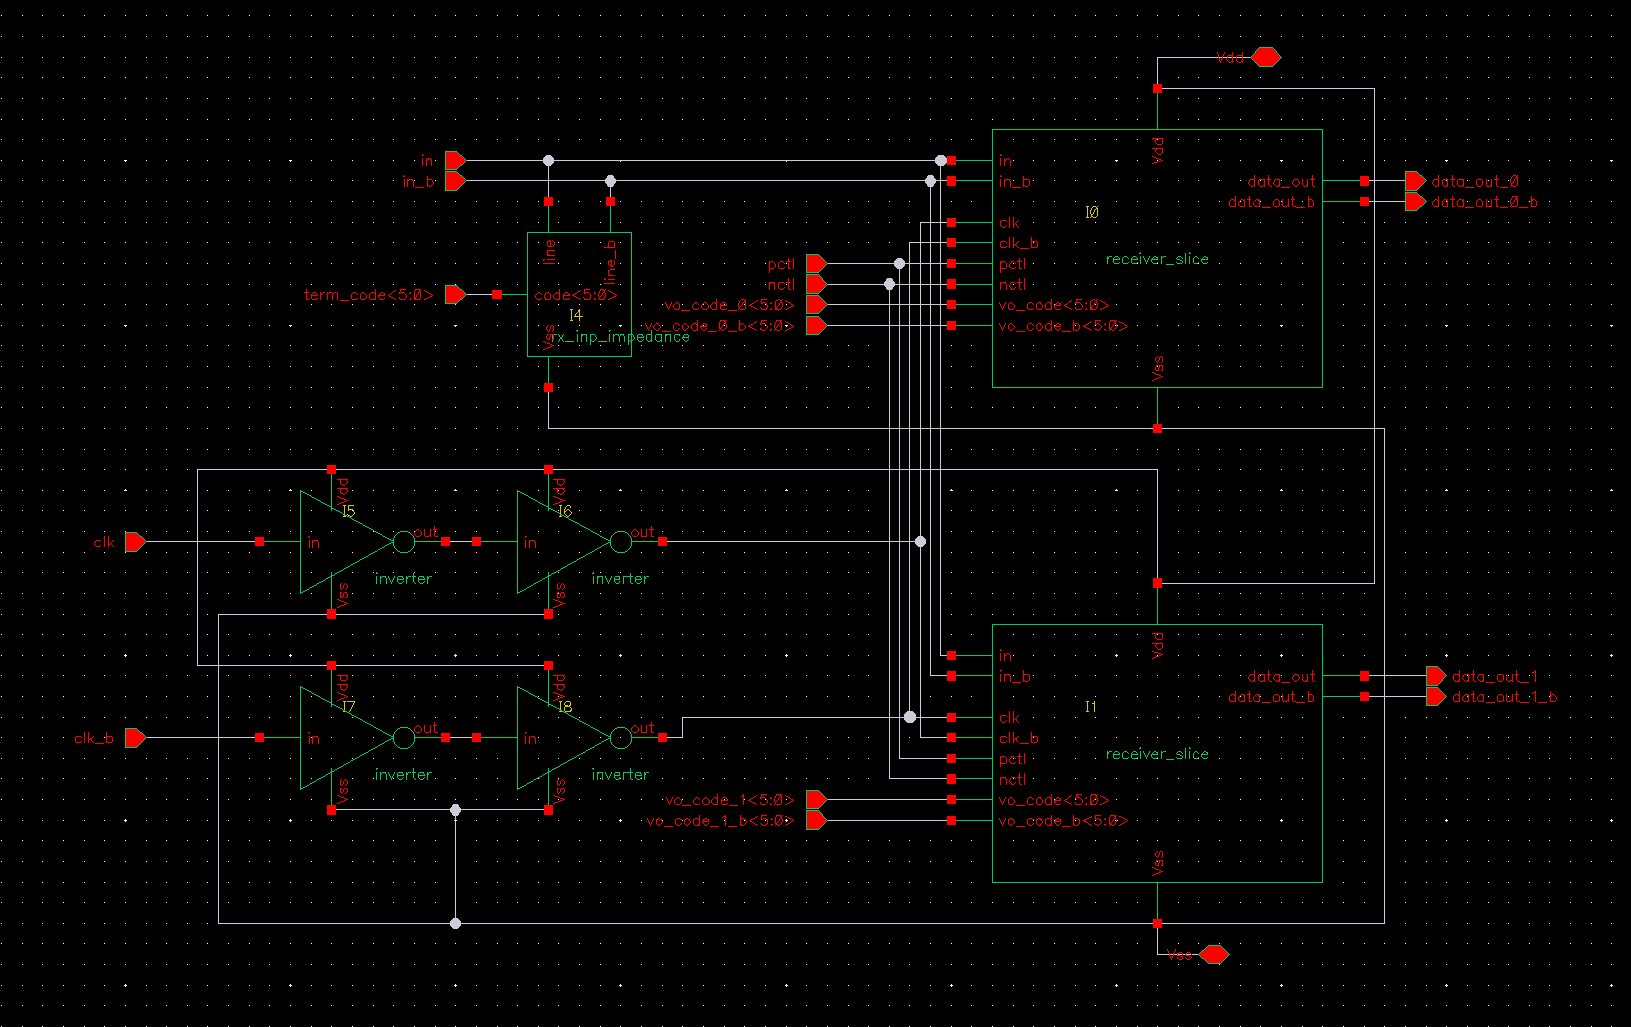 Vdd
in
in_b
line
line_b
term_code<5:0>
code<5:0>
I4
rx_inp_impedance
Vss
pctl
nctl
vo_code_0<5:0>
vo_code_0_b<5:0>
Vdd
in
in_b
clk
clk_b
pctl
nctl
vo_code<5:0>
vo_code_b<5:0>
I0
receiver_slice
data_out
data_out_b
Vss
data_out_0
data_out_0_b
clk
Vdd
I5
in
out
inverter
Vss
Vdd
I6
in
out
inverter
Vss
clk_b
Vdd
I7
in
out
inverter
Vss
Vdd
I8
in
out
inverter
Vss
vo_code_1<5:0>
vo_code_1_b<5:0>
Vdd
in
in_b
clk
clk_b
pctl
nctl
vo_code<5:0>
vo_code_b<5:0>
I1
receiver_slice
data_out
data_out_b
Vss
data_out_1
data_out_1_b
Vss